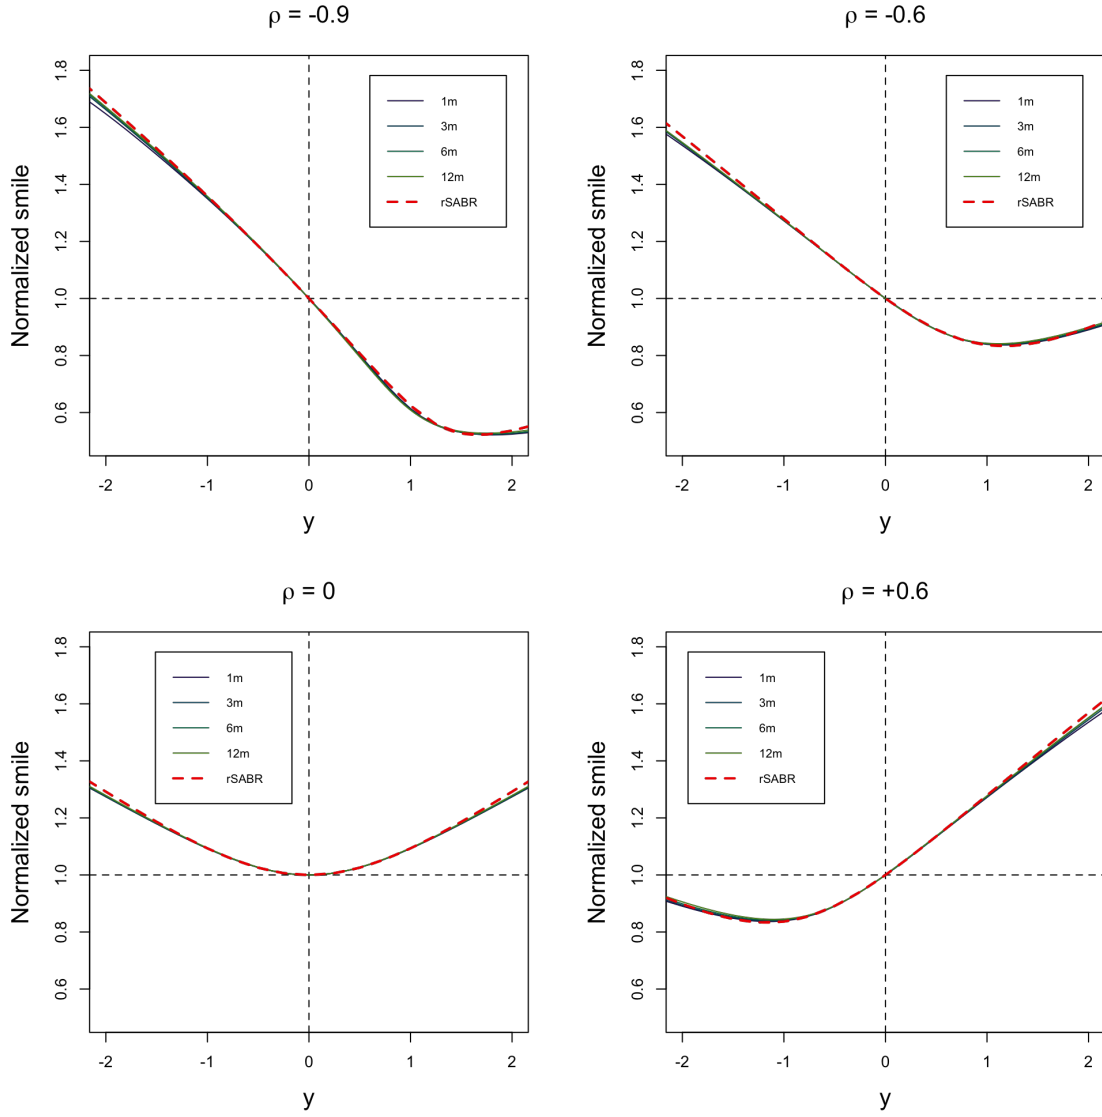 ρ = -0.9
Normalized smile
0.6 0.8 1.0 1.2 1.4 1.6 1.8
1m
3m
6m
12m
rSABR
-2 -1 0 1 2
y
ρ = -0.6
Normalized smile
0.6 0.8 1.0 1.2 1.4 1.6 1.8
1m
3m
6m
12m
rSABR
-2 -1 0 1 2
y
ρ = 0
Normalized smile
0.6 0.8 1.0 1.2 1.4 1.6 1.8
1m
3m
6m
12m
rSABR
-2 -1 0 1 2
y
ρ = +0.6
Normalized smile
0.6 0.8 1.0 1.2 1.4 1.6 1.8
1m
3m
6m
12m
rSABR
-2 -1 0 1 2
y